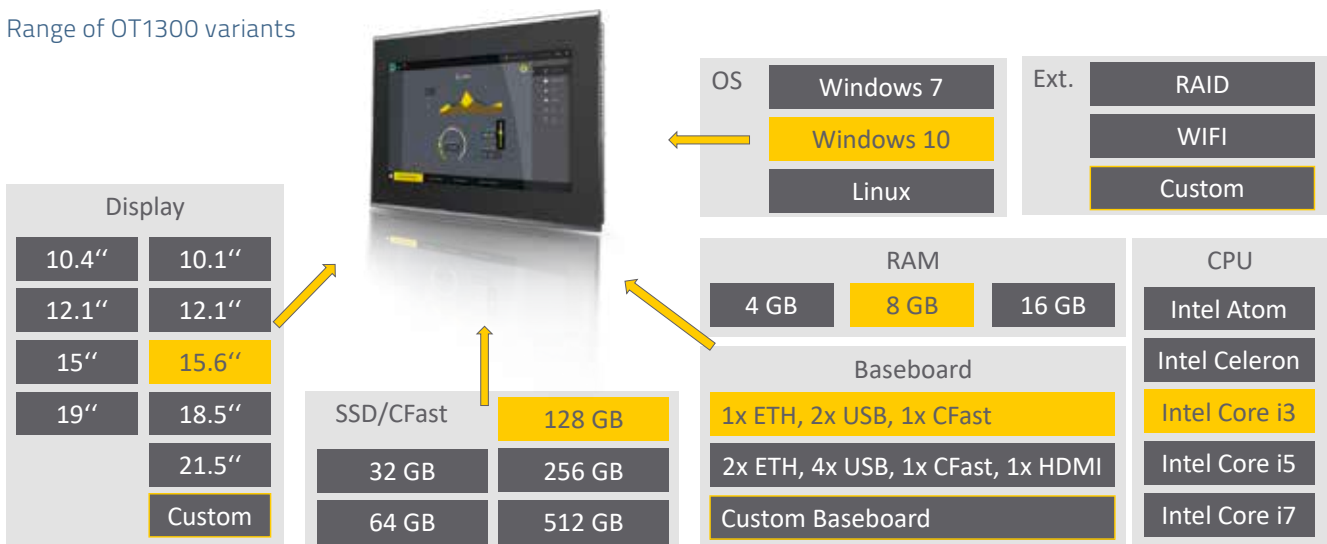 Range of OT1300 variants
OS
Windows 7
Windows 10
Linux
Ext.
RAID
WIFI
Custom
Display
10.4‘‘ 10.1‘‘
12.1‘‘ 12.1‘‘
15‘‘ 15.6‘‘
19‘‘ 18.5‘‘
21.5‘‘
Custom
SSD/CFast 128 GB
32 GB 256 GB
64 GB 512 GB
RAM
4 GB 8 GB 16 GB
Baseboard
1x ETH, 2x USB, 1x CFast
2x ETH, 4x USB, 1x CFast, 1x HDMI
Custom Baseboard
CPU
Intel Atom
Intel Celeron
Intel Core i3
Intel Core i5
Intel Core i7